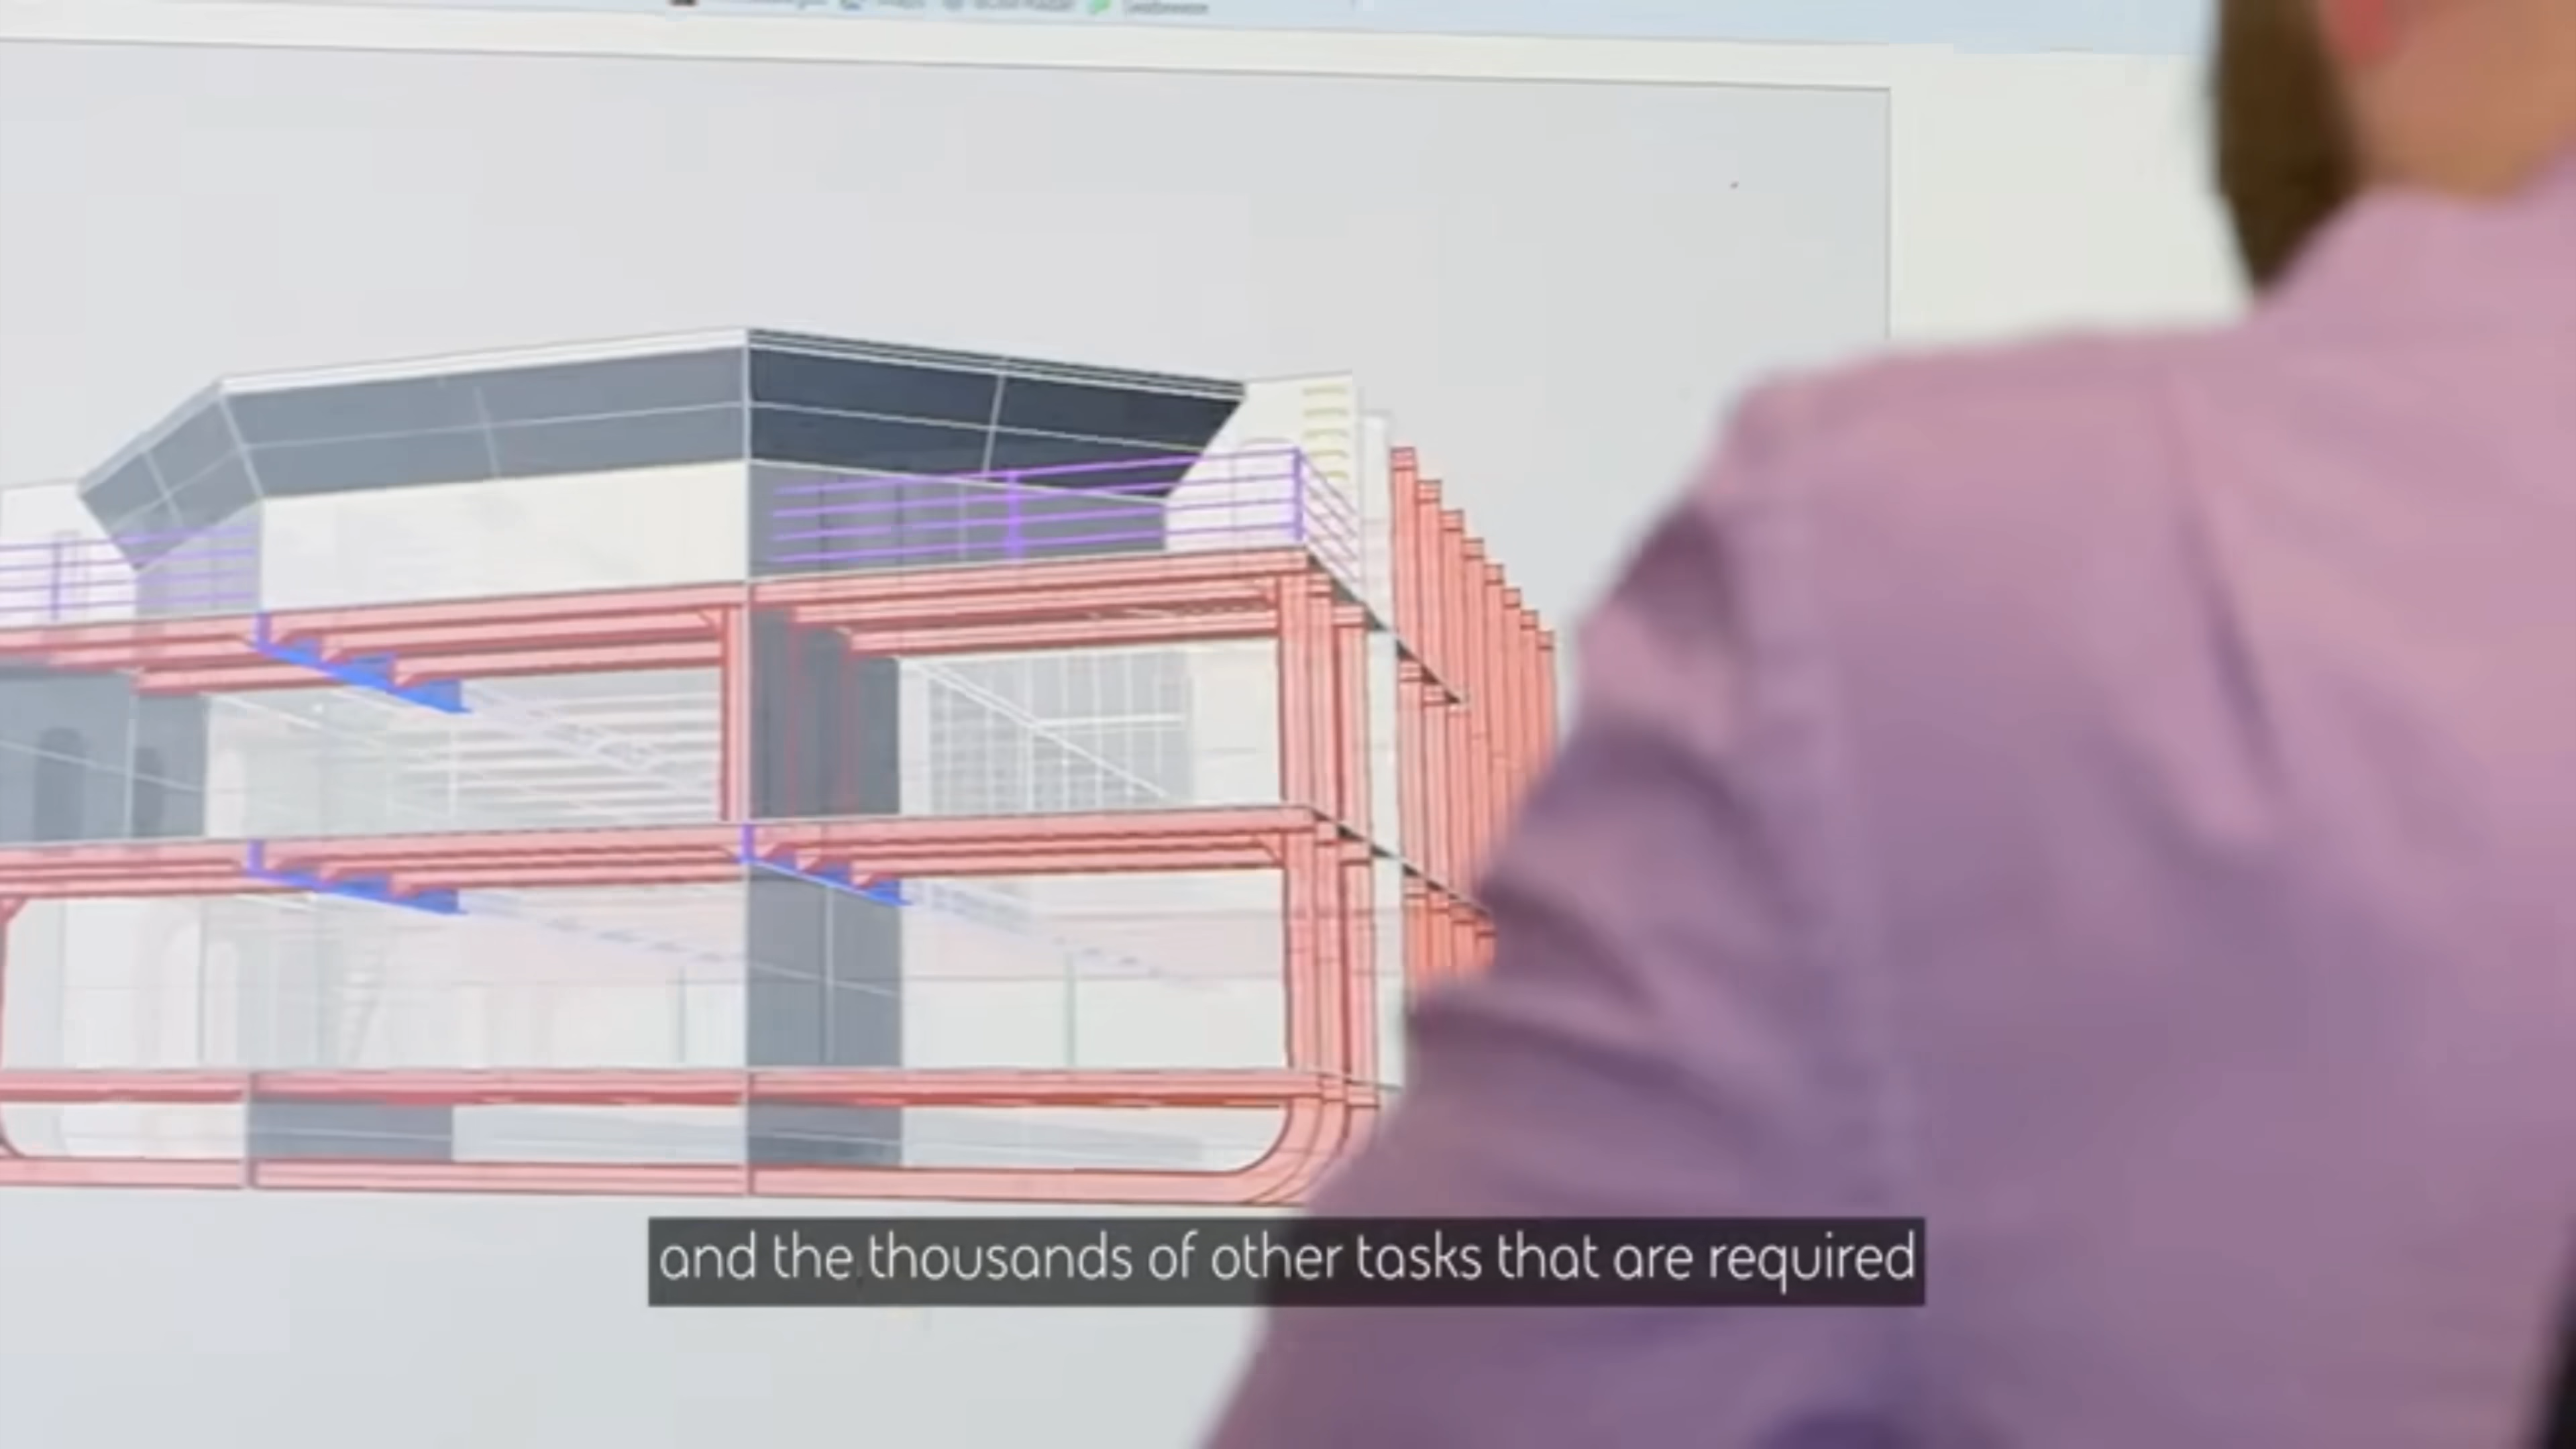 and the thousands of other tasks that are required